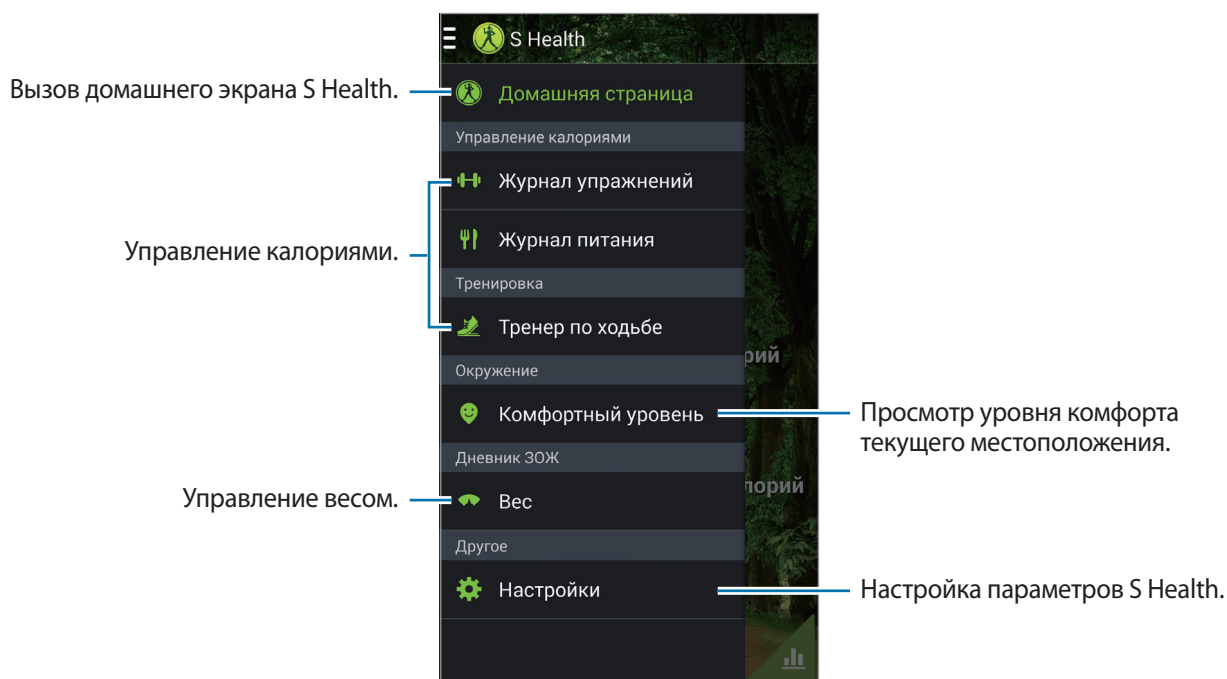 S Health
Вызов домашнего экрана S Health.
Домашняя страница
Управление калориями
Журнал упражнений
Управление калориями.
Журнал питания
Тренировка
Тренер по ходьбе
рий
Окружение
Комфортный уровень
Просмотр уровня комфорта
текущего местоположения.
Дневник ЗОЖ
лорий
Управление весом.
Вес
Другое
Настройки
Настройка параметров S Health.